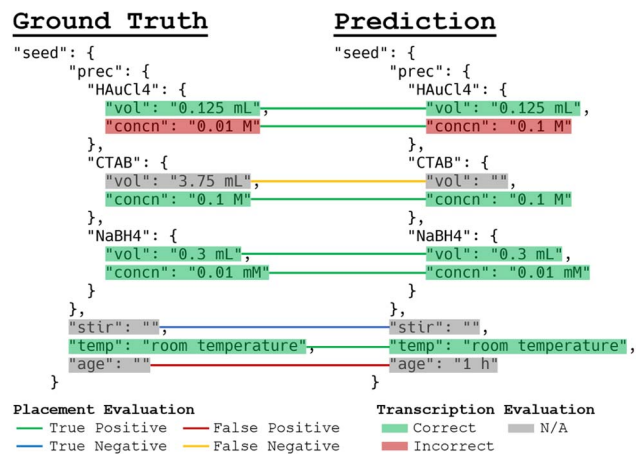 Ground Truth Prediction
"seed": { "seed": {
"prec": { "prec": {
"HAuCl4": { "HAuCl4": {
"vol": "0.125 mL", "vol": "0.125 mL",
"concn": "0.01 M" "concn": "0.1 M"
}, },
"CTAB": { "CTAB": {
"vol": "3.75 mL", "vol": "",
"concn": "0.1 M" "concn": "0.1 M"
}, },
"NaBH4": { "NaBH4": {
"vol": "0.3 mL", "vol": "0.3 mL",
"concn": "0.01 mM" "concn": "0.01 mM"
} }
}, },
"stir": "", "stir": "",
"temp": "room temperature", "temp": "room temperature",
"age": "" "age": "1 h"
} }
Placement Evaluation Transcription Evaluation
True Positive False Positive Correct N/A
True Negative False Negative Incorrect